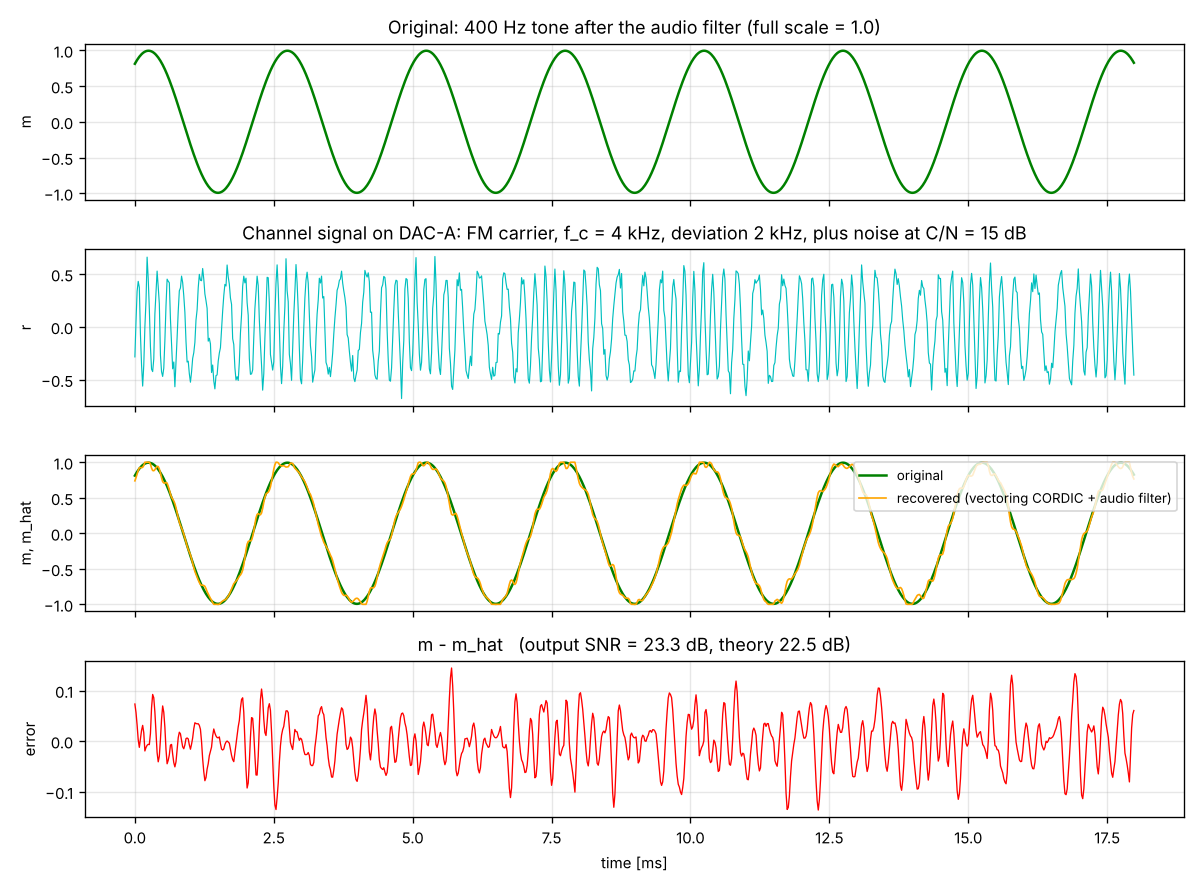 Original: 400 Hz tone after the audio filter (full scale = 1.0)
1.0
0.5
0.0
−0.5
−1.0
m
Channel signal on DAC-A: FM carrier, f_c = 4 kHz, deviation 2 kHz, plus noise at C/N = 15 dB
0.5
0.0
−0.5
r
1.0
0.5
0.0
−0.5
−1.0
m, m_hat
original
recovered (vectoring CORDIC + audio filter)
m - m_hat   (output SNR = 23.3 dB, theory 22.5 dB)
0.1
0.0
−0.1
error
0.0
2.5
5.0
7.5
10.0
12.5
15.0
17.5
time [ms]